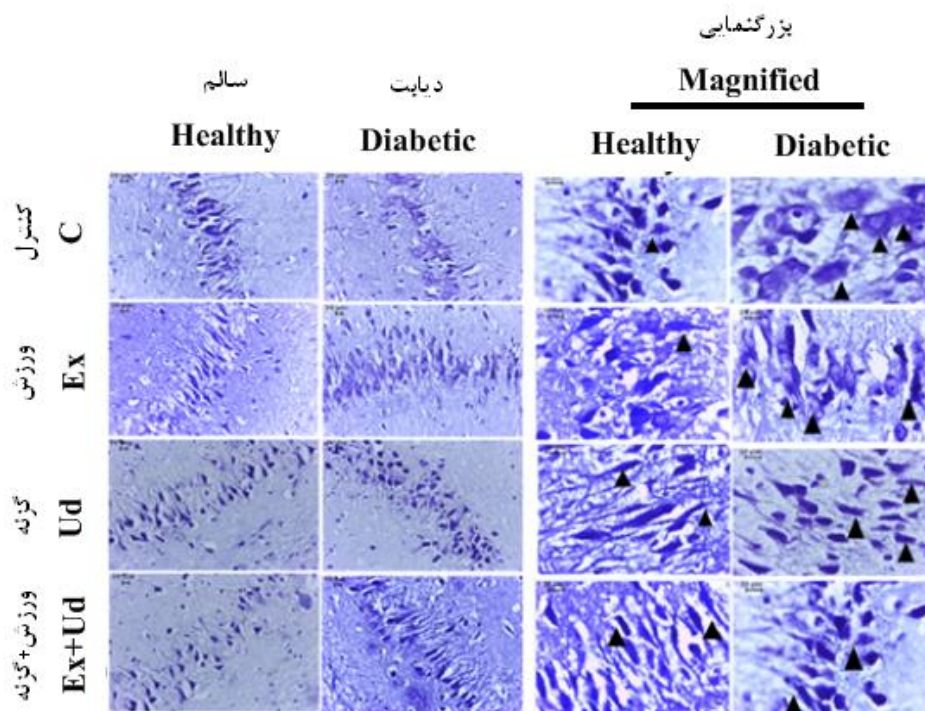 بزرگنمایی
سالم
دیابت
Magnified
Healthy
Diabetic
Healthy
Diabetic
کنترل
C
ورزش
Ex
گزنه
Ud
ورزش+گزنه
Ex+Ud